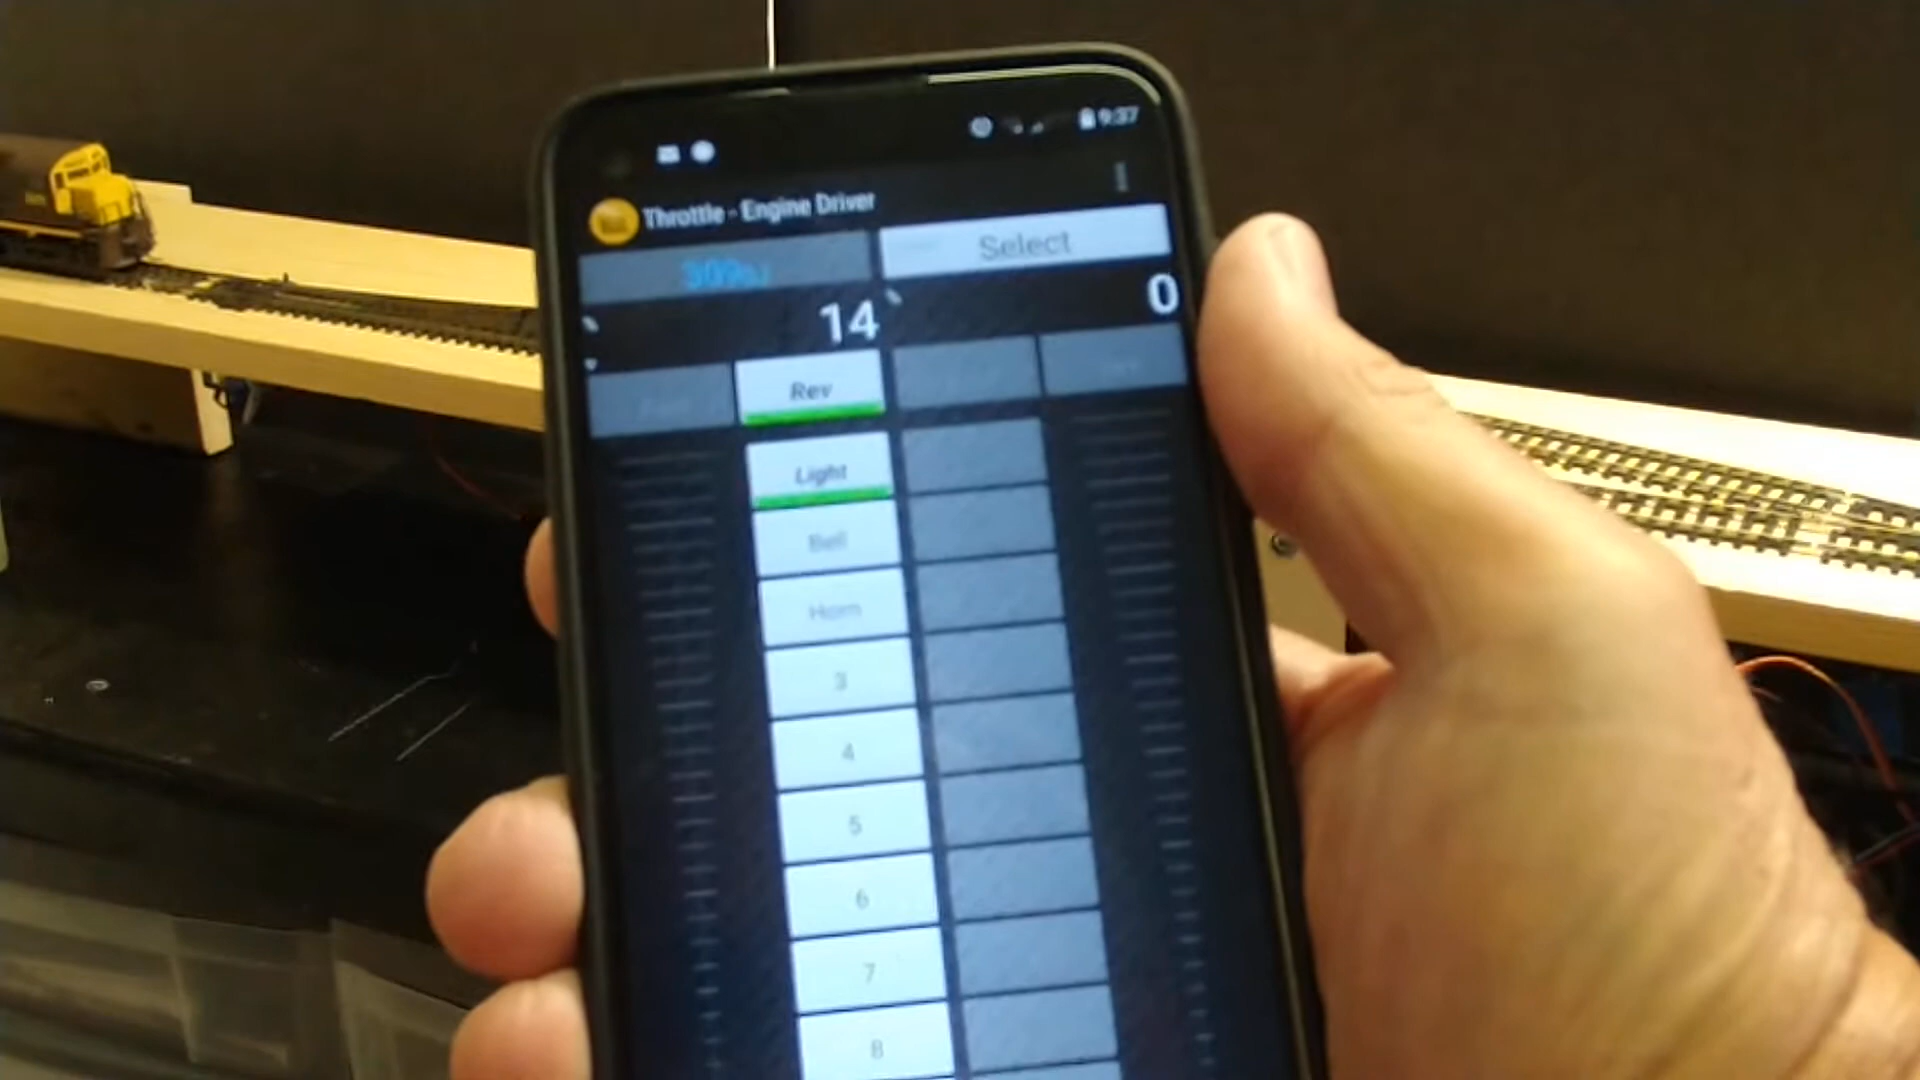 9:37
Throttle - Engine Driver
Select
14 0
Rev
Light
Bell
Horn
3
4
5
6
7
8